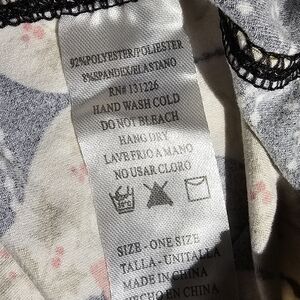 92%POLYESTER/POLIESTER
8%SPANDEX/ELASTANO
RN# 131226
HAND WASH COLD
DO NOT BLEACH
HANG DRY
LAVE FRIO A MANO
NO USAR CLORO
SIZE - ONE SIZE
TALLA - UNITALLA
MADE IN CHINA
HECHO EN CHINA